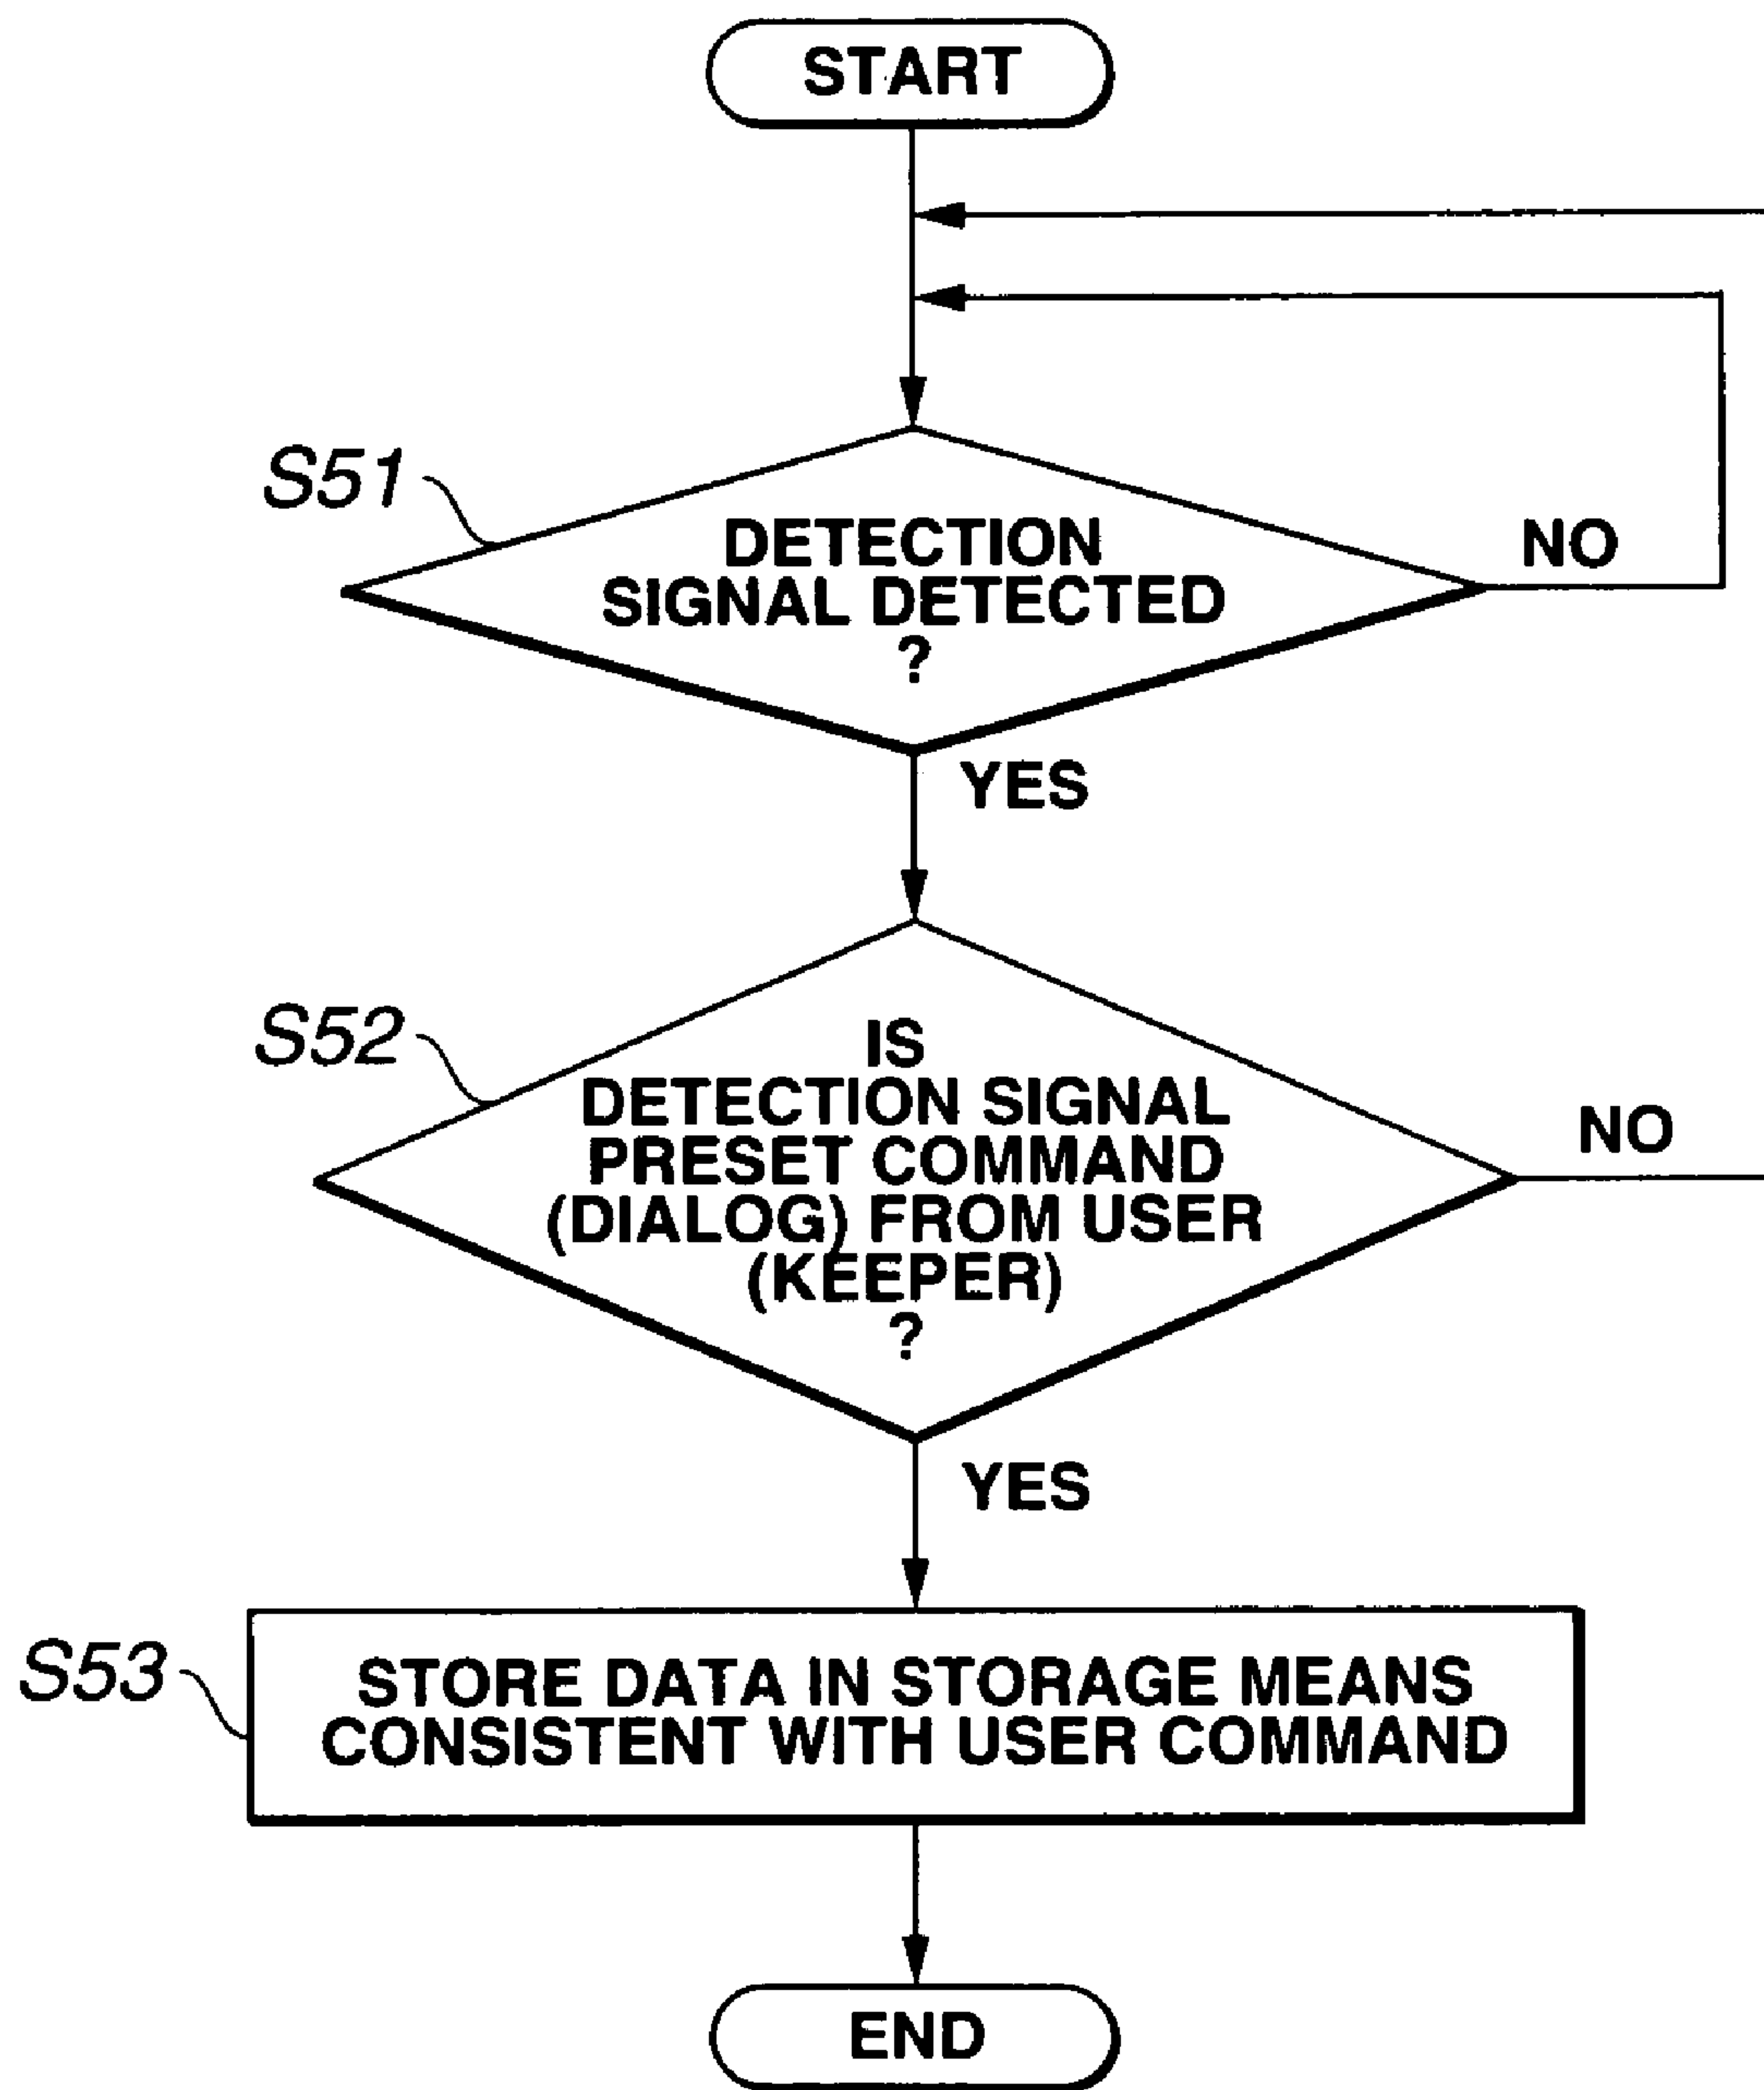 START
S51
DETECTION
SIGNAL DETECTED
?
NO
YES
S52
IS
DETECTION SIGNAL
PRESET COMMAND
(DIALOG) FROM USER
(KEEPER)
?
NO
YES
S53
STORE DATA IN STORAGE MEANS
CONSISTENT WITH USER COMMAND
END